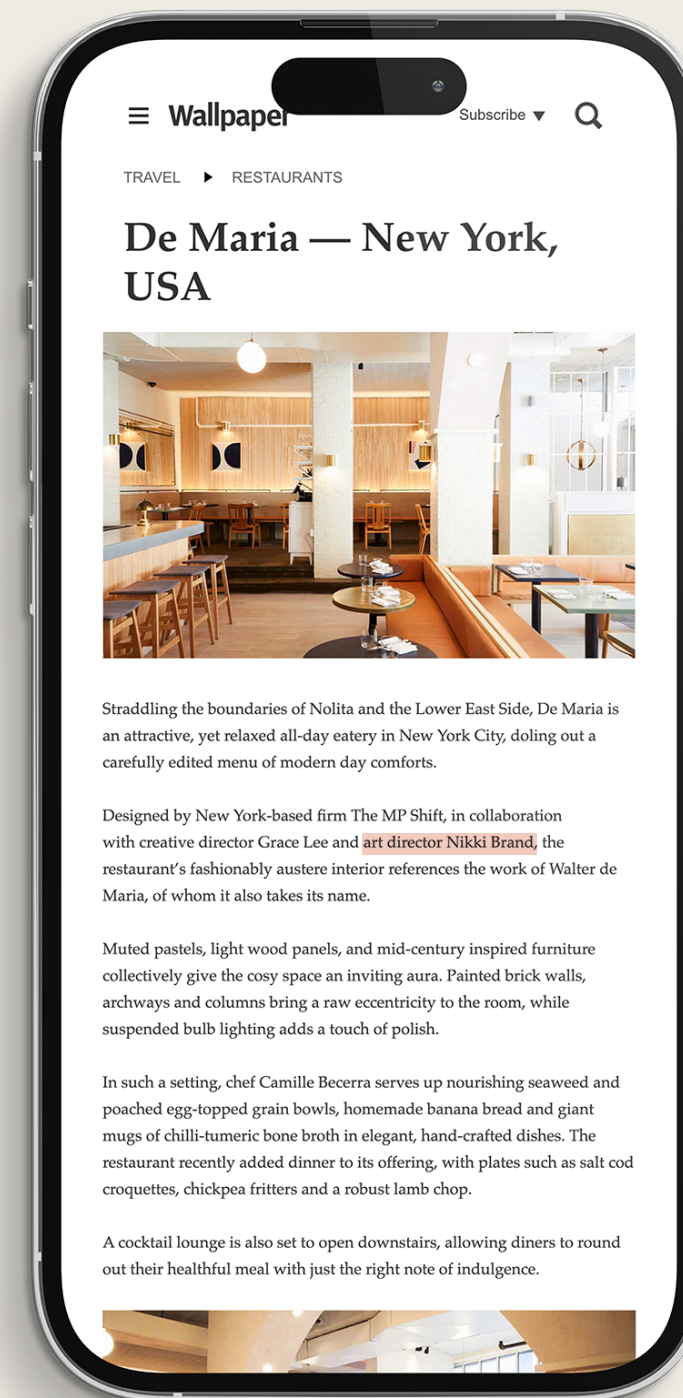 Wallpaper
Subscribe ▼
TRAVEL ▶ RESTAURANTS
De Maria — New York,
USA
Straddling the boundaries of Nolita and the Lower East Side, De Maria is
an attractive, yet relaxed all-day eatery in New York City, doling out a
carefully edited menu of modern day comforts.
Designed by New York-based firm The MP Shift, in collaboration
with creative director Grace Lee and art director Nikki Brand, the
restaurant's fashionably austere interior references the work of Walter de
Maria, of whom it also takes its name.
Muted pastels, light wood panels, and mid-century inspired furniture
collectively give the cosy space an inviting aura. Painted brick walls,
archways and columns bring a raw eccentricity to the room, while
suspended bulb lighting adds a touch of polish.
In such a setting, chef Camille Becerra serves up nourishing seaweed and
poached egg-topped grain bowls, homemade banana bread and giant
mugs of chilli-tumeric bone broth in elegant, hand-crafted dishes. The
restaurant recently added dinner to its offering, with plates such as salt cod
croquettes, chickpea fritters and a robust lamb chop.
A cocktail lounge is also set to open downstairs, allowing diners to round
out their healthful meal with just the right note of indulgence.